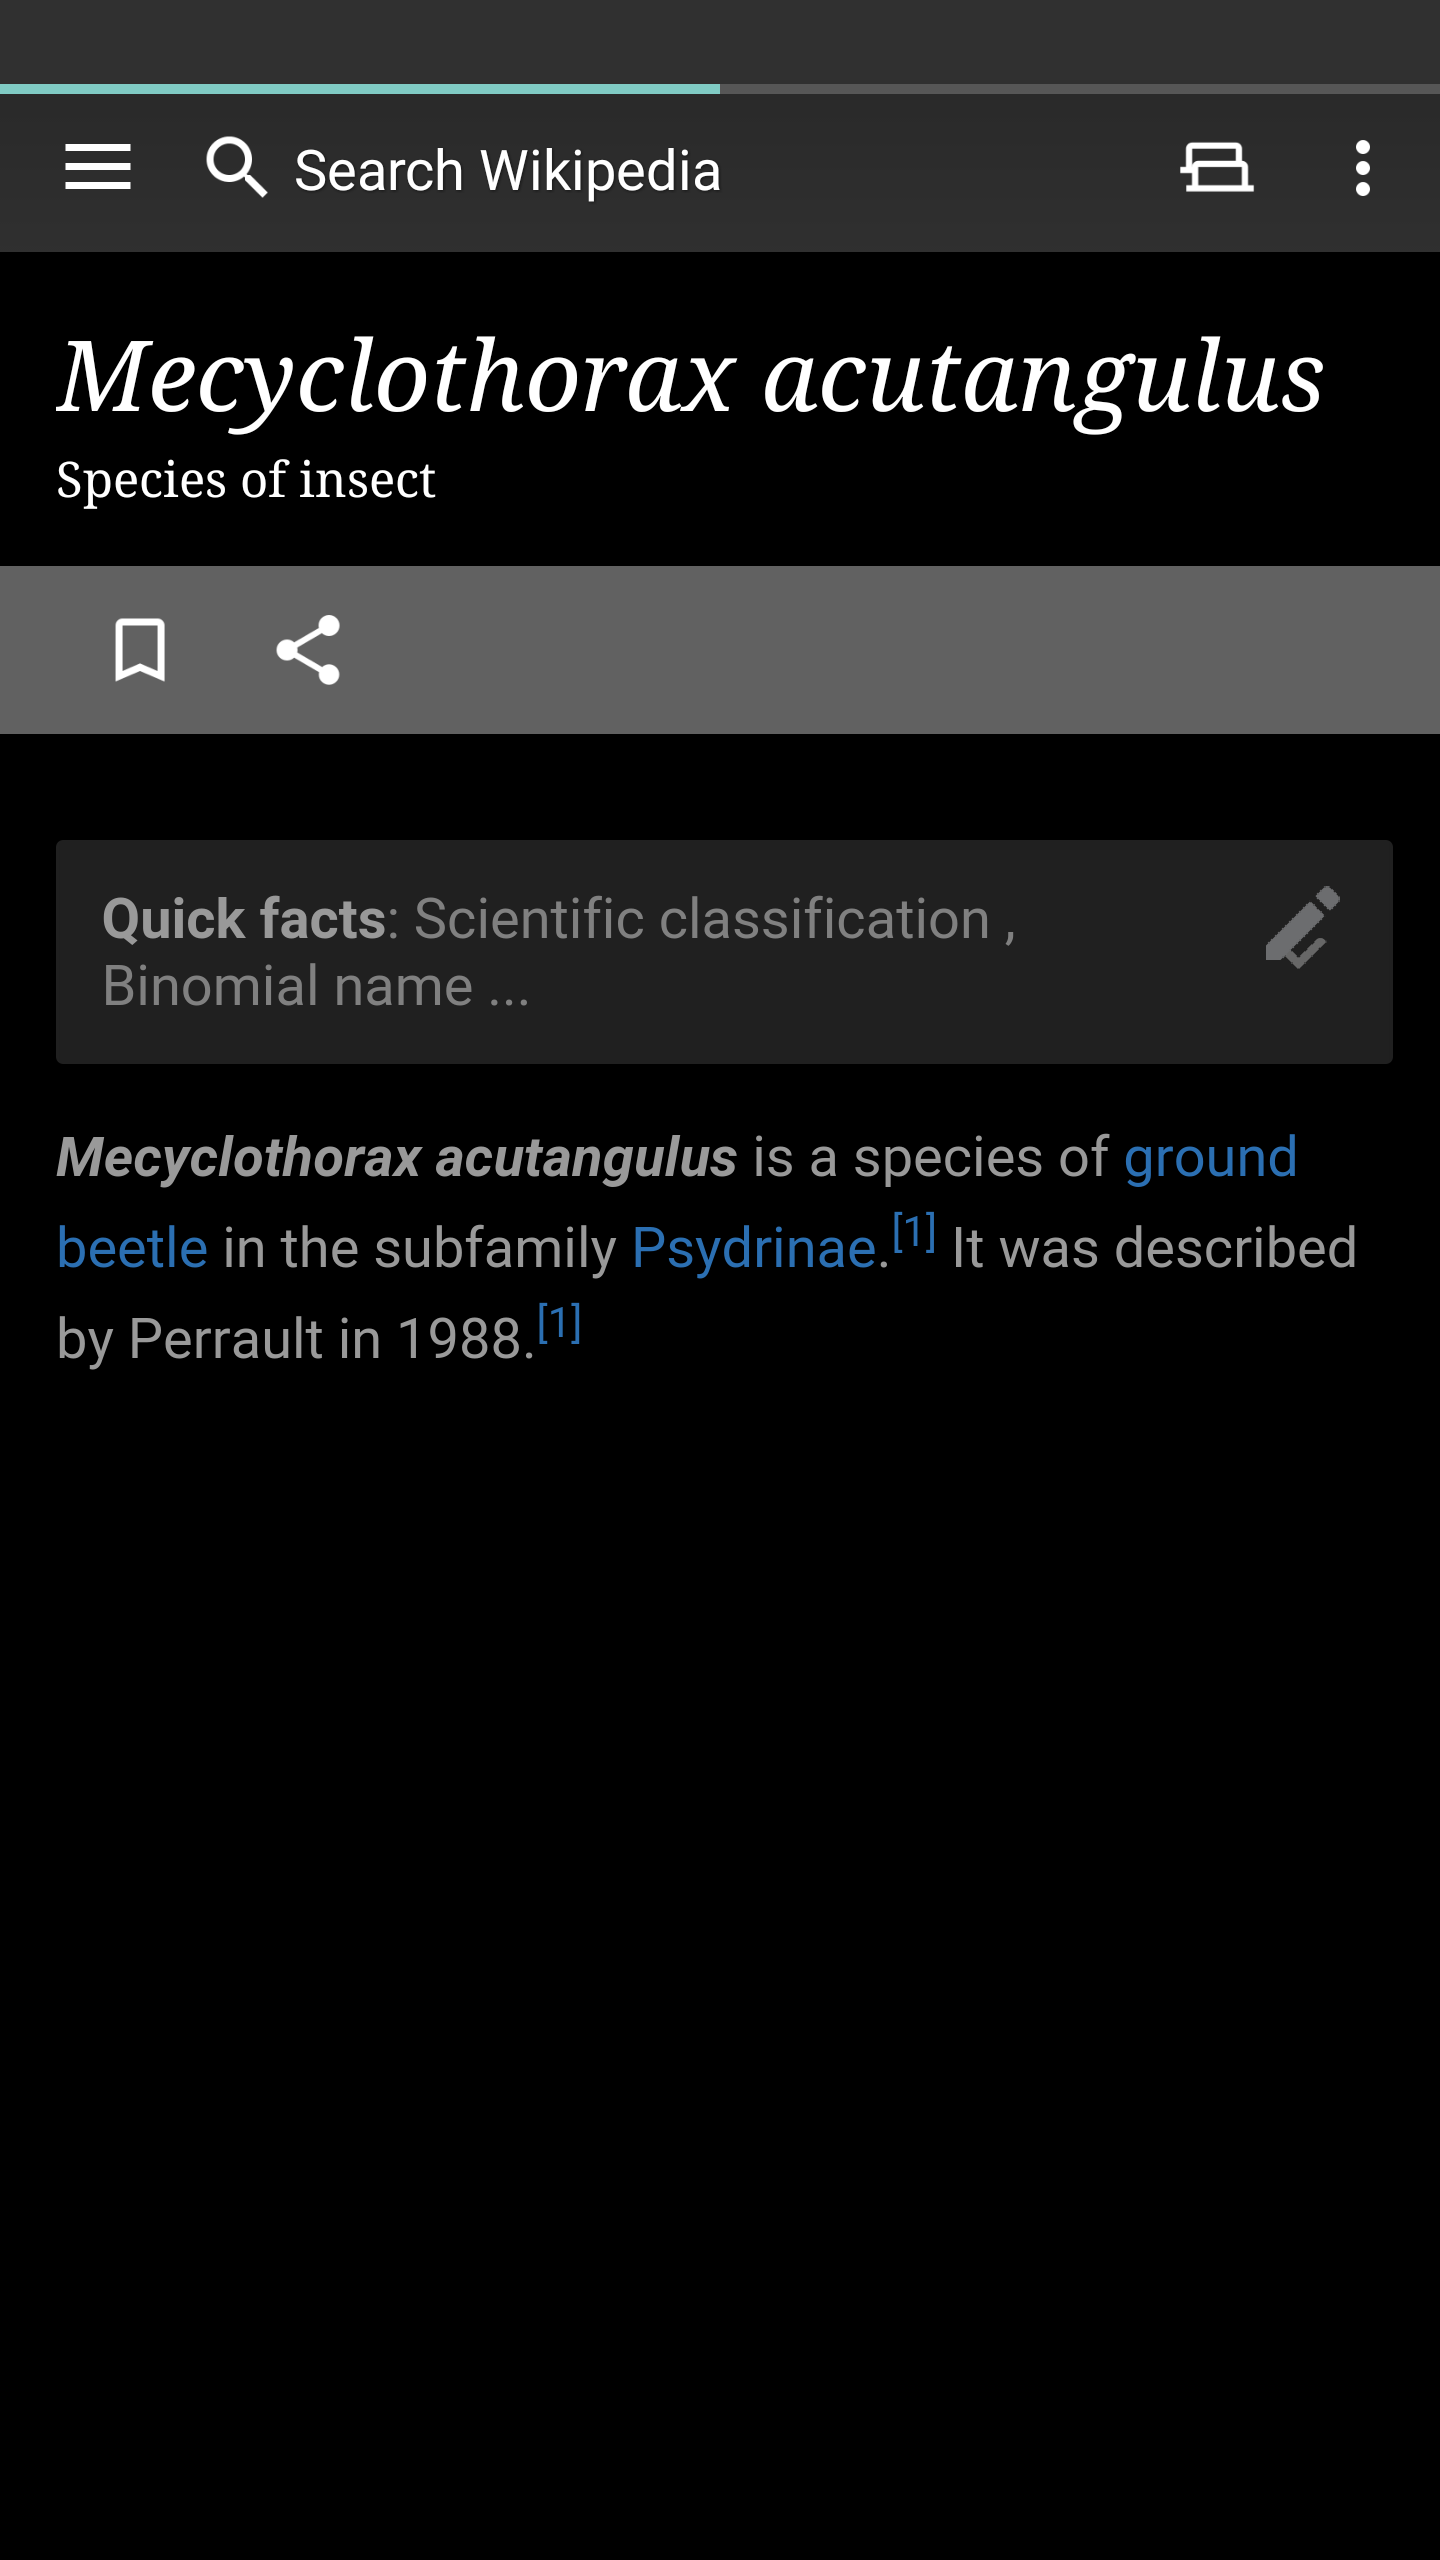 Search Wikipedia
Mecyclothorax acutangulus
Species of insect
Quick facts: Scientific classification ,
Binomial name ...
Mecyclothorax acutangulus is a species of ground
beetle in the subfamily Psydrinae.[1] It was described
by Perrault in 1988.[1]